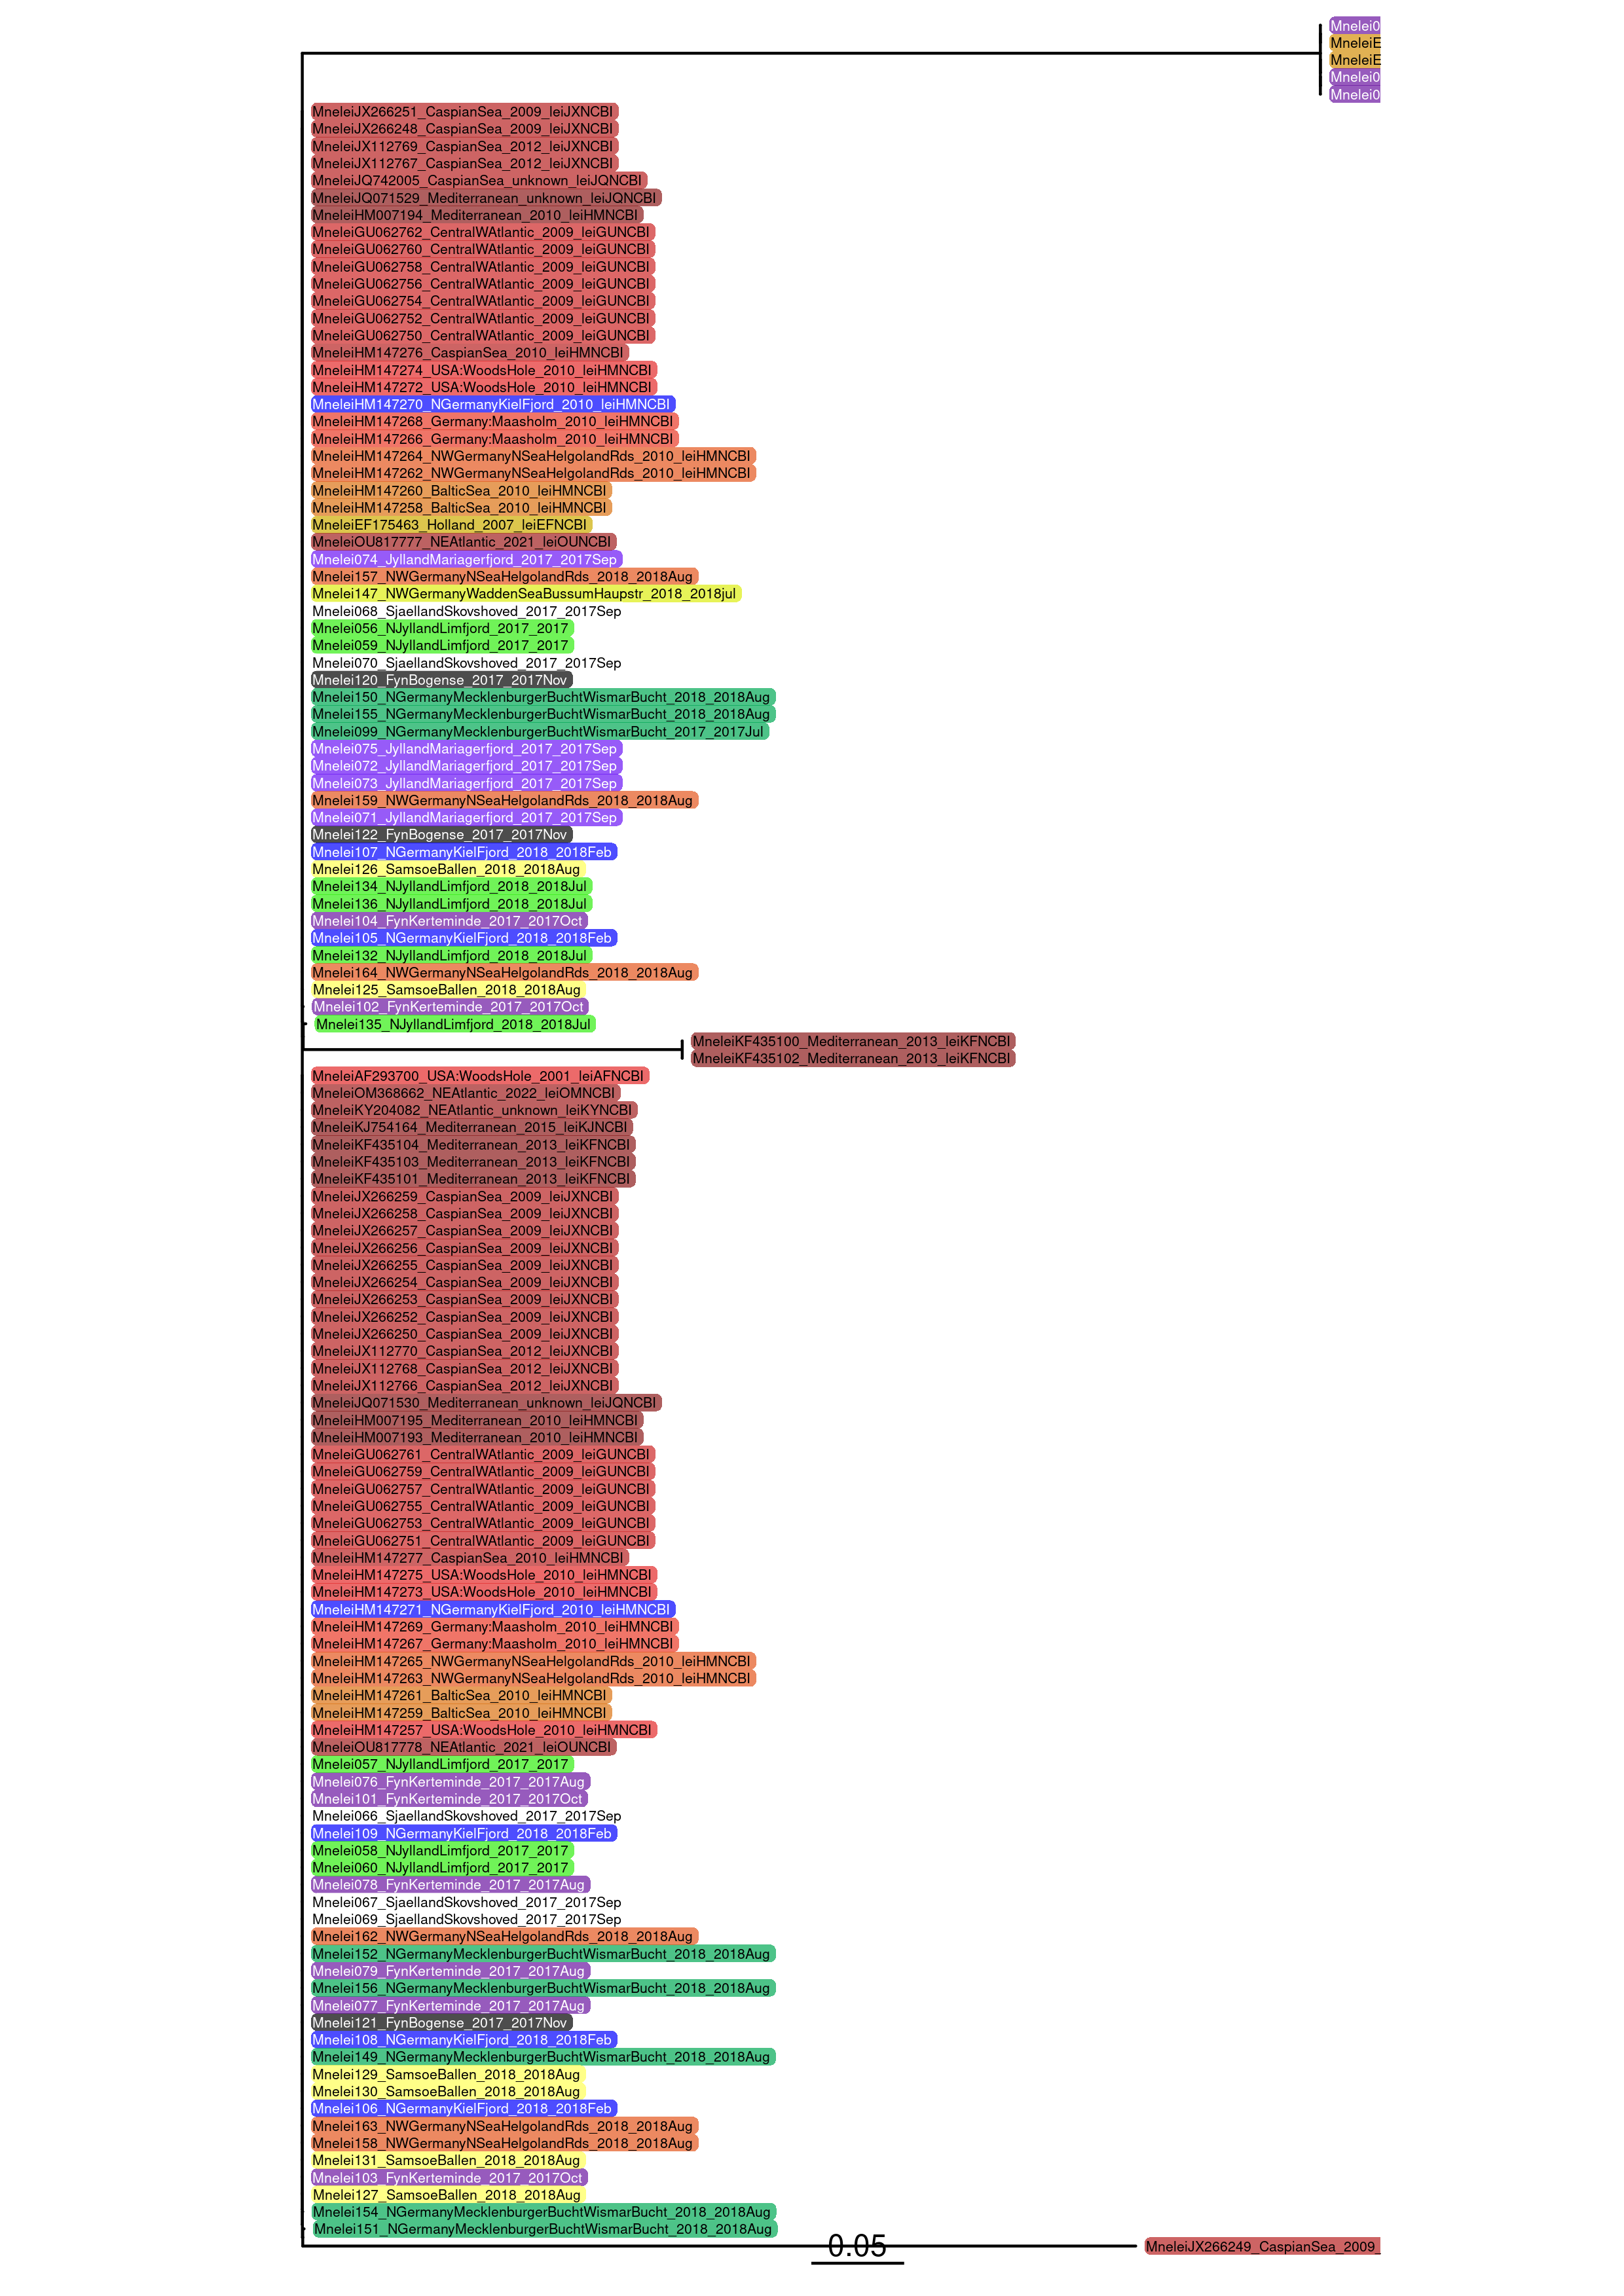 Mnelei0
MneleiE
MneleiE
Mnelei0
Mnelei0
MneleiJX266251_CaspianSea_2009_leiJXNCBI
MneleiJX266248_CaspianSea_2009_leiJXNCBI
MneleiJX112769_CaspianSea_2012_leiJXNCBI
MneleiJX112767_CaspianSea_2012_leiJXNCBI
MneleiJQ742005_CaspianSea_unknown_leiJQNCBI
MneleiJQ071529_Mediterranean_unknown_leiJQNCBI
MneleiHM007194_Mediterranean_2010_leiHMNCBI
MneleiGU062762_CentralWAtlantic_2009_leiGUNCBI
MneleiGU062760_CentralWAtlantic_2009_leiGUNCBI
MneleiGU062758_CentralWAtlantic_2009_leiGUNCBI
MneleiGU062756_CentralWAtlantic_2009_leiGUNCBI
MneleiGU062754_CentralWAtlantic_2009_leiGUNCBI
MneleiGU062752_CentralWAtlantic_2009_leiGUNCBI
MneleiGU062750_CentralWAtlantic_2009_leiGUNCBI
MneleiHM147276_CaspianSea_2010_leiHMNCBI
MneleiHM147274_USA:WoodsHole_2010_leiHMNCBI
MneleiHM147272_USA:WoodsHole_2010_leiHMNCBI
MneleiHM147270_NGermanyKielFjord_2010_leiHMNCBI
MneleiHM147268_Germany:Maasholm_2010_leiHMNCBI
MneleiHM147266_Germany:Maasholm_2010_leiHMNCBI
MneleiHM147264_NWGermanyNSeaHelgolandRds_2010_leiHMNCBI
MneleiHM147262_NWGermanyNSeaHelgolandRds_2010_leiHMNCBI
MneleiHM147260_BalticSea_2010_leiHMNCBI
MneleiHM147258_BalticSea_2010_leiHMNCBI
MneleiEF175463_Holland_2007_leiEFNCBI
MneleiOU817777_NEAtlantic_2021_leiOUNCBI
Mnelei074_JyllandMariagerfjord_2017_2017Sep
Mnelei157_NWGermanyNSeaHelgolandRds_2018_2018Aug
Mnelei147_NWGermanyWaddenSeaBussumHaupstr_2018_2018jul
Mnelei068_SjaellandSkovshoved_2017_2017Sep
Mnelei056_NJyllandLimfjord_2017_2017
Mnelei059_NJyllandLimfjord_2017_2017
Mnelei070_SjaellandSkovshoved_2017_2017Sep
Mnelei120_FynBogense_2017_2017Nov
Mnelei150_NGermanyMecklenburgerBuchtWismarBucht_2018_2018Aug
Mnelei155_NGermanyMecklenburgerBuchtWismarBucht_2018_2018Aug
Mnelei099_NGermanyMecklenburgerBuchtWismarBucht_2017_2017Jul
Mnelei075_JyllandMariagerfjord_2017_2017Sep
Mnelei072_JyllandMariagerfjord_2017_2017Sep
Mnelei073_JyllandMariagerfjord_2017_2017Sep
Mnelei159_NWGermanyNSeaHelgolandRds_2018_2018Aug
Mnelei071_JyllandMariagerfjord_2017_2017Sep
Mnelei122_FynBogense_2017_2017Nov
Mnelei107_NGermanyKielFjord_2018_2018Feb
Mnelei126_SamsoeBallen_2018_2018Aug
Mnelei134_NJyllandLimfjord_2018_2018Jul
Mnelei136_NJyllandLimfjord_2018_2018Jul
Mnelei104_FynKerteminde_2017_2017Oct
Mnelei105_NGermanyKielFjord_2018_2018Feb
Mnelei132_NJyllandLimfjord_2018_2018Jul
Mnelei164_NWGermanyNSeaHelgolandRds_2018_2018Aug
Mnelei125_SamsoeBallen_2018_2018Aug
Mnelei102_FynKerteminde_2017_2017Oct
Mnelei135_NJyllandLimfjord_2018_2018Jul
MneleiKF435100_Mediterranean_2013_leiKFNCBI
MneleiKF435102_Mediterranean_2013_leiKFNCBI
MneleiAF293700_USA:WoodsHole_2001_leiAFNCBI
MneleiOM368662_NEAtlantic_2022_leiOMNCBI
MneleiKY204082_NEAtlantic_unknown_leiKYNCBI
MneleiKJ754164_Mediterranean_2015_leiKJNCBI
MneleiKF435104_Mediterranean_2013_leiKFNCBI
MneleiKF435103_Mediterranean_2013_leiKFNCBI
MneleiKF435101_Mediterranean_2013_leiKFNCBI
MneleiJX266259_CaspianSea_2009_leiJXNCBI
MneleiJX266258_CaspianSea_2009_leiJXNCBI
MneleiJX266257_CaspianSea_2009_leiJXNCBI
MneleiJX266256_CaspianSea_2009_leiJXNCBI
MneleiJX266255_CaspianSea_2009_leiJXNCBI
MneleiJX266254_CaspianSea_2009_leiJXNCBI
MneleiJX266253_CaspianSea_2009_leiJXNCBI
MneleiJX266252_CaspianSea_2009_leiJXNCBI
MneleiJX266250_CaspianSea_2009_leiJXNCBI
MneleiJX112770_CaspianSea_2012_leiJXNCBI
MneleiJX112768_CaspianSea_2012_leiJXNCBI
MneleiJX112766_CaspianSea_2012_leiJXNCBI
MneleiJQ071530_Mediterranean_unknown_leiJQNCBI
MneleiHM007195_Mediterranean_2010_leiHMNCBI
MneleiHM007193_Mediterranean_2010_leiHMNCBI
MneleiGU062761_CentralWAtlantic_2009_leiGUNCBI
MneleiGU062759_CentralWAtlantic_2009_leiGUNCBI
MneleiGU062757_CentralWAtlantic_2009_leiGUNCBI
MneleiGU062755_CentralWAtlantic_2009_leiGUNCBI
MneleiGU062753_CentralWAtlantic_2009_leiGUNCBI
MneleiGU062751_CentralWAtlantic_2009_leiGUNCBI
MneleiHM147277_CaspianSea_2010_leiHMNCBI
MneleiHM147275_USA:WoodsHole_2010_leiHMNCBI
MneleiHM147273_USA:WoodsHole_2010_leiHMNCBI
MneleiHM147271_NGermanyKielFjord_2010_leiHMNCBI
MneleiHM147269_Germany:Maasholm_2010_leiHMNCBI
MneleiHM147267_Germany:Maasholm_2010_leiHMNCBI
MneleiHM147265_NWGermanyNSeaHelgolandRds_2010_leiHMNCBI
MneleiHM147263_NWGermanyNSeaHelgolandRds_2010_leiHMNCBI
MneleiHM147261_BalticSea_2010_leiHMNCBI
MneleiHM147259_BalticSea_2010_leiHMNCBI
MneleiHM147257_USA:WoodsHole_2010_leiHMNCBI
MneleiOU817778_NEAtlantic_2021_leiOUNCBI
Mnelei057_NJyllandLimfjord_2017_2017
Mnelei076_FynKerteminde_2017_2017Aug
Mnelei101_FynKerteminde_2017_2017Oct
Mnelei066_SjaellandSkovshoved_2017_2017Sep
Mnelei109_NGermanyKielFjord_2018_2018Feb
Mnelei058_NJyllandLimfjord_2017_2017
Mnelei060_NJyllandLimfjord_2017_2017
Mnelei078_FynKerteminde_2017_2017Aug
Mnelei067_SjaellandSkovshoved_2017_2017Sep
Mnelei069_SjaellandSkovshoved_2017_2017Sep
Mnelei162_NWGermanyNSeaHelgolandRds_2018_2018Aug
Mnelei152_NGermanyMecklenburgerBuchtWismarBucht_2018_2018Aug
Mnelei079_FynKerteminde_2017_2017Aug
Mnelei156_NGermanyMecklenburgerBuchtWismarBucht_2018_2018Aug
Mnelei077_FynKerteminde_2017_2017Aug
Mnelei121_FynBogense_2017_2017Nov
Mnelei108_NGermanyKielFjord_2018_2018Feb
Mnelei149_NGermanyMecklenburgerBuchtWismarBucht_2018_2018Aug
Mnelei129_SamsoeBallen_2018_2018Aug
Mnelei130_SamsoeBallen_2018_2018Aug
Mnelei106_NGermanyKielFjord_2018_2018Feb
Mnelei163_NWGermanyNSeaHelgolandRds_2018_2018Aug
Mnelei158_NWGermanyNSeaHelgolandRds_2018_2018Aug
Mnelei131_SamsoeBallen_2018_2018Aug
Mnelei103_FynKerteminde_2017_2017Oct
Mnelei127_SamsoeBallen_2018_2018Aug
Mnelei154_NGermanyMecklenburgerBuchtWismarBucht_2018_2018Aug
Mnelei151_NGermanyMecklenburgerBuchtWismarBucht_2018_2018Aug
0.05
MneleiJX266249_CaspianSea_2009_